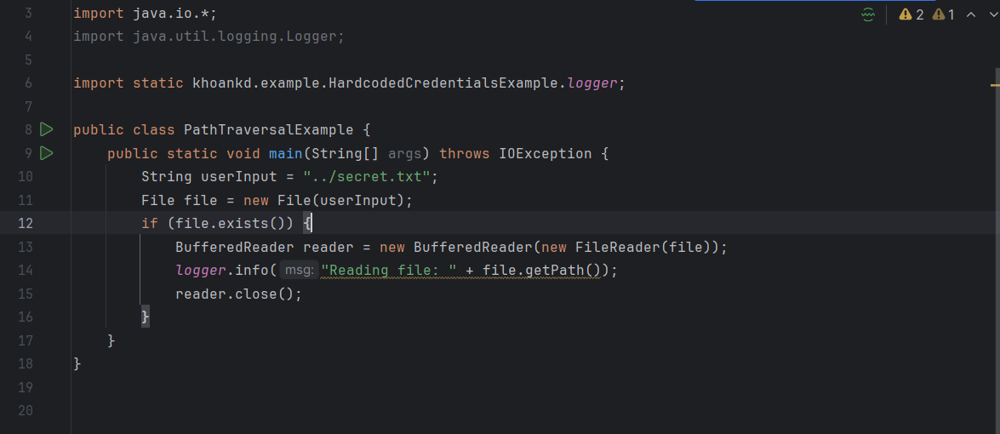 2 1
3 import java.io.*;
4 import java.util.logging.Logger;
5
6 import static khoankd.example.HardcodedCredentialsExample.logger;
7
8 public class PathTraversalExample {
9 public static void main(String[] args) throws IOException {
10 String userInput = "../secret.txt";
11 File file = new File(userInput);
12 if (file.exists()) {
13 BufferedReader reader = new BufferedReader(new FileReader(file));
14 logger.info( msg: "Reading file: " + file.getPath());
15 reader.close();
16 }
17 }
18 }
19
20